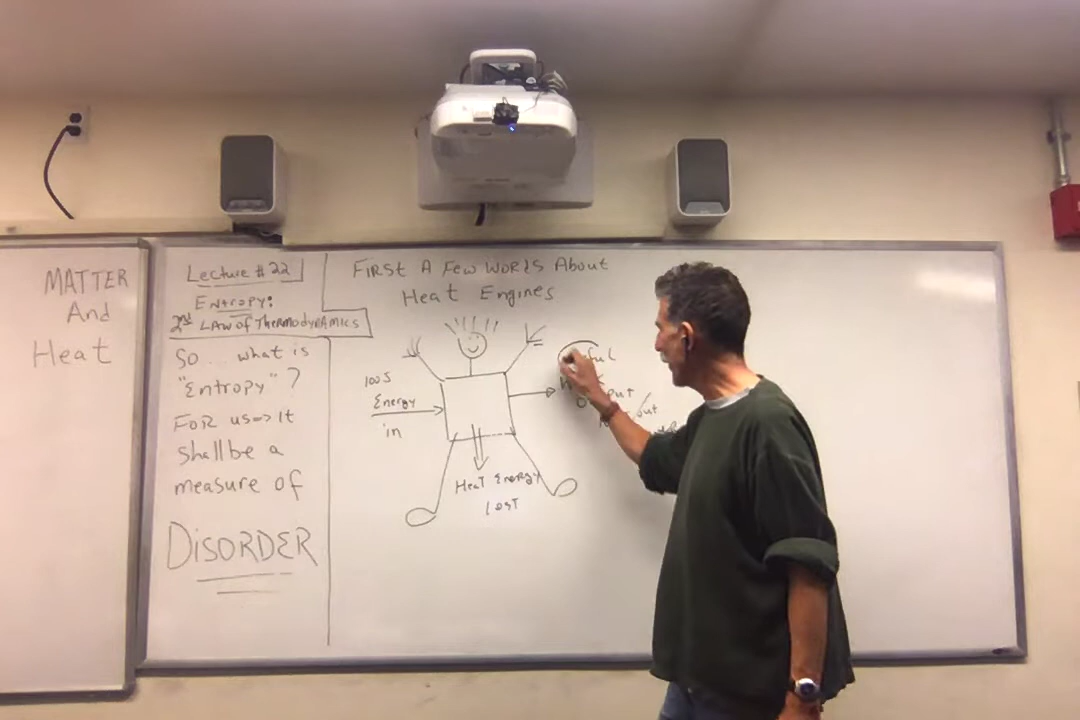 MATTER
And
Heat
Lecture #22
ENTROPY:
2nd LAW of THERMODYNAMICS
So... what is
"Entropy"?
FOR us=> It
shall be a
measure of
DISORDER
FIRST A FEW WORDS About
Heat Engines
100J
Energy
in
Heat Energy
Lost
out